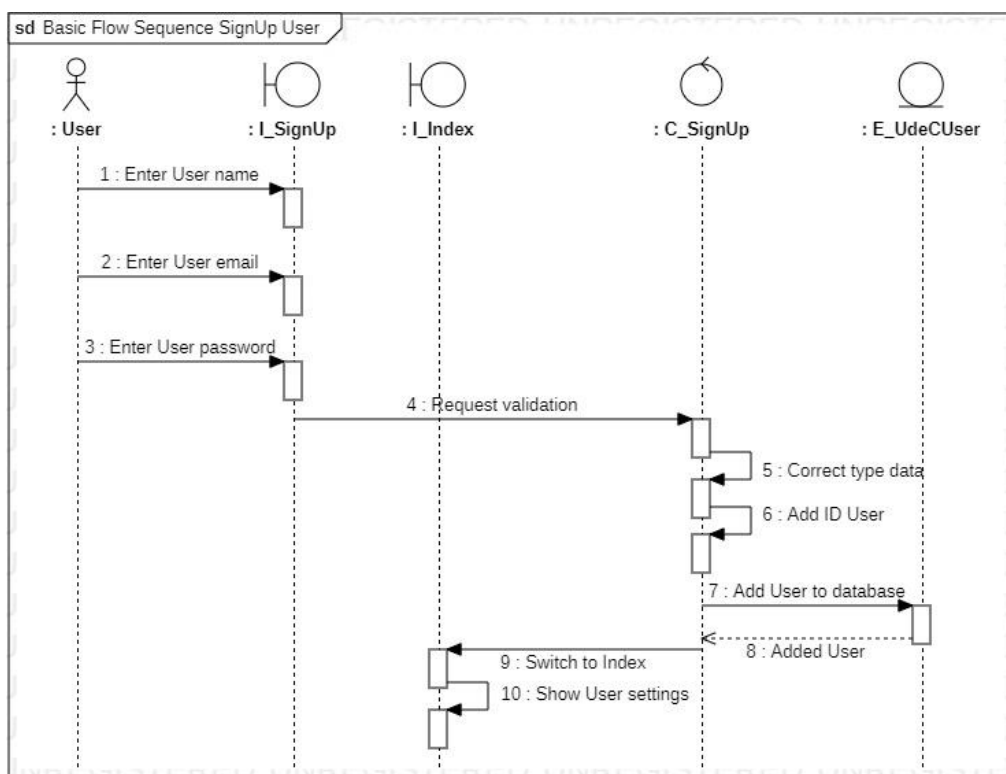 sd Basic Flow Sequence SignUp User
: User
: I_SignUp
: I_Index
: C_SignUp
: E_UdeCUser
1 : Enter User name
2 : Enter User email
3 : Enter User password
4 : Request validation
5 : Correct type data
6 : Add ID User
7 : Add User to database
8 : Added User
9 : Switch to Index
10 : Show User settings